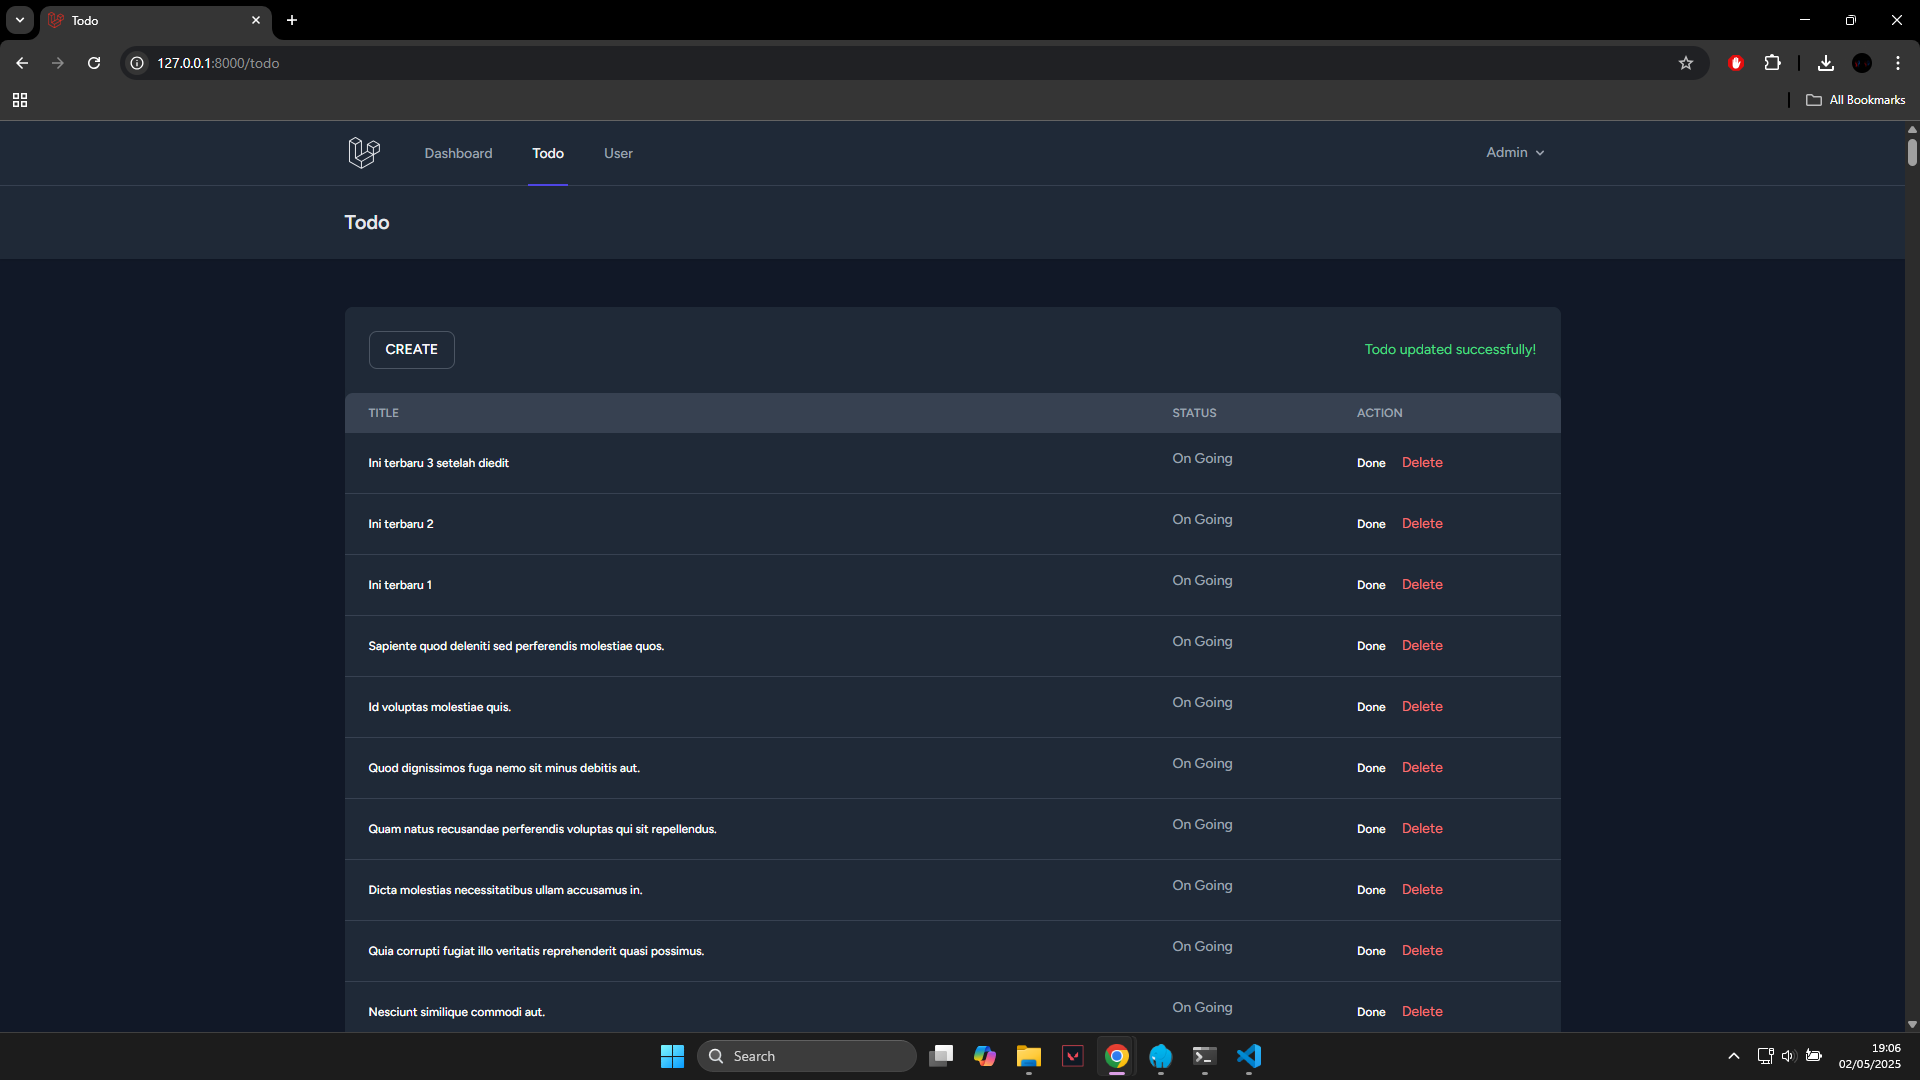 Todo
127.0.0.1:8000/todo
All Bookmarks
Dashboard Todo User Admin
Todo
CREATE Todo updated successfully!
TITLE STATUS ACTION
Ini terbaru 3 setelah diedit On Going Done Delete
Ini terbaru 2 On Going Done Delete
Ini terbaru 1 On Going Done Delete
Sapiente quod deleniti sed perferendis molestiae quos. On Going Done Delete
Id voluptas molestiae quis. On Going Done Delete
Quod dignissimos fuga nemo sit minus debitis aut. On Going Done Delete
Quam natus recusandae perferendis voluptas qui sit repellendus. On Going Done Delete
Dicta molestias necessitatibus ullam accusamus in. On Going Done Delete
Quia corrupti fugiat illo veritatis reprehenderit quasi possimus. On Going Done Delete
Nesciunt similique commodi aut. On Going Done Delete
Search
19:06
02/05/2025